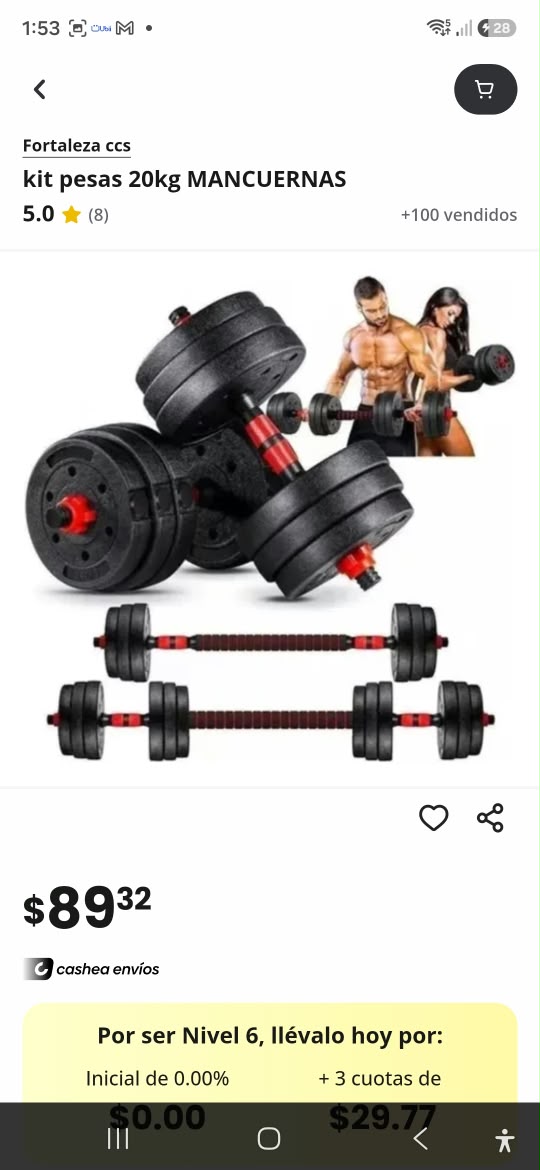 1:53
28
Fortaleza ccs
kit pesas 20kg MANCUERNAS
5.0 (8) +100 vendidos
$89³²
cashea envíos
Por ser Nivel 6, llévalo hoy por:
Inicial de 0.00% + 3 cuotas de
$0.00 $29.77